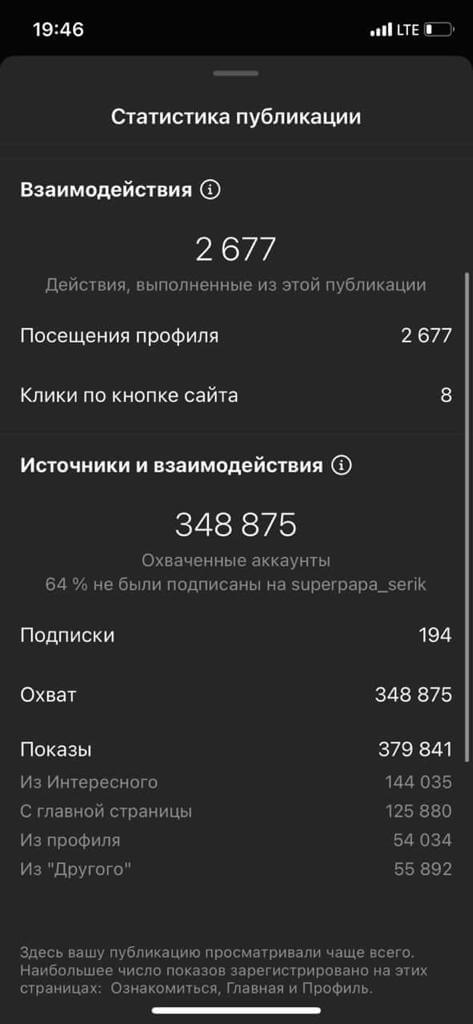 19:46 LTE
Статистика публикации
Взаимодействия
2 677
Действия, выполненные из этой публикации
Посещения профиля 2 677
Клики по кнопке сайта 8
Источники и взаимодействия
348 875
Охваченные аккаунты
64 % не были подписаны на superpapa_serik
Подписки 194
Охват 348 875
Показы 379 841
Из Интересного 144 035
С главной страницы 125 880
Из профиля 54 034
Из "Другого" 55 892
Здесь вашу публикацию просматривали чаще всего.
Наибольшее число показов зарегистрировано на этих
страницах: Ознакомиться, Главная и Профиль.